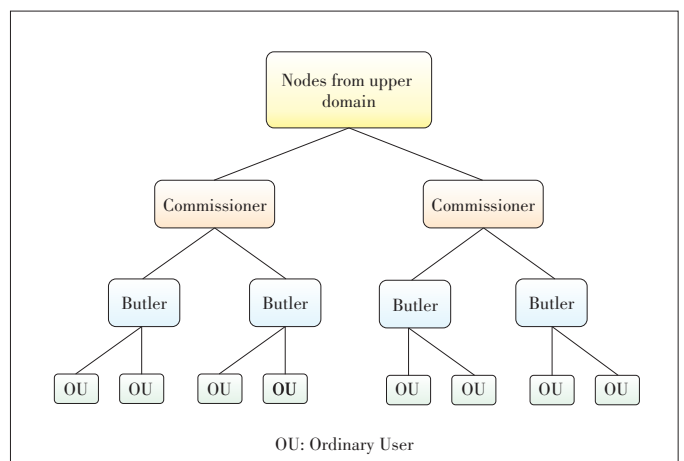 Nodes from upper
domain
Commissioner
Commissioner
Butler
Butler
Butler
Butler
OU
OU
OU
OU
OU
OU
OU
OU
OU: Ordinary User